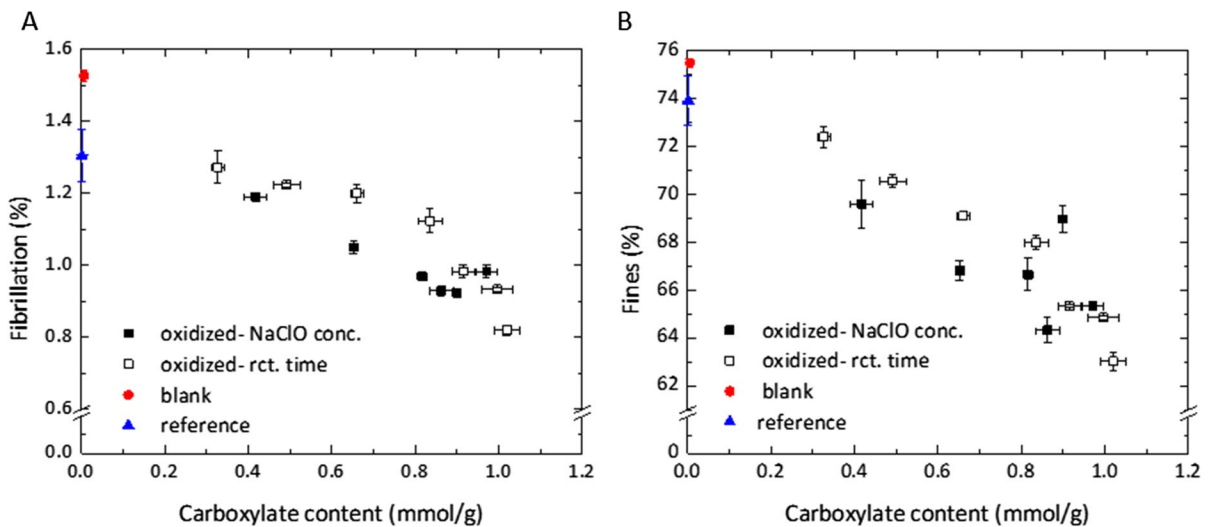 A
Fibrillation (%)
1.6
1.4
1.2
1.0
0.8
0.6
0.0
oxidized- NaClO conc.
oxidized- rct. time
blank
reference
0.0 0.2 0.4 0.6 0.8 1.0 1.2
Carboxylate content (mmol/g)
B
Fines (%)
76
74
72
70
68
66
64
62
0
oxidized- NaClO conc.
oxidized- rct. time
blank
reference
0.0 0.2 0.4 0.6 0.8 1.0 1.2
Carboxylate content (mmol/g)